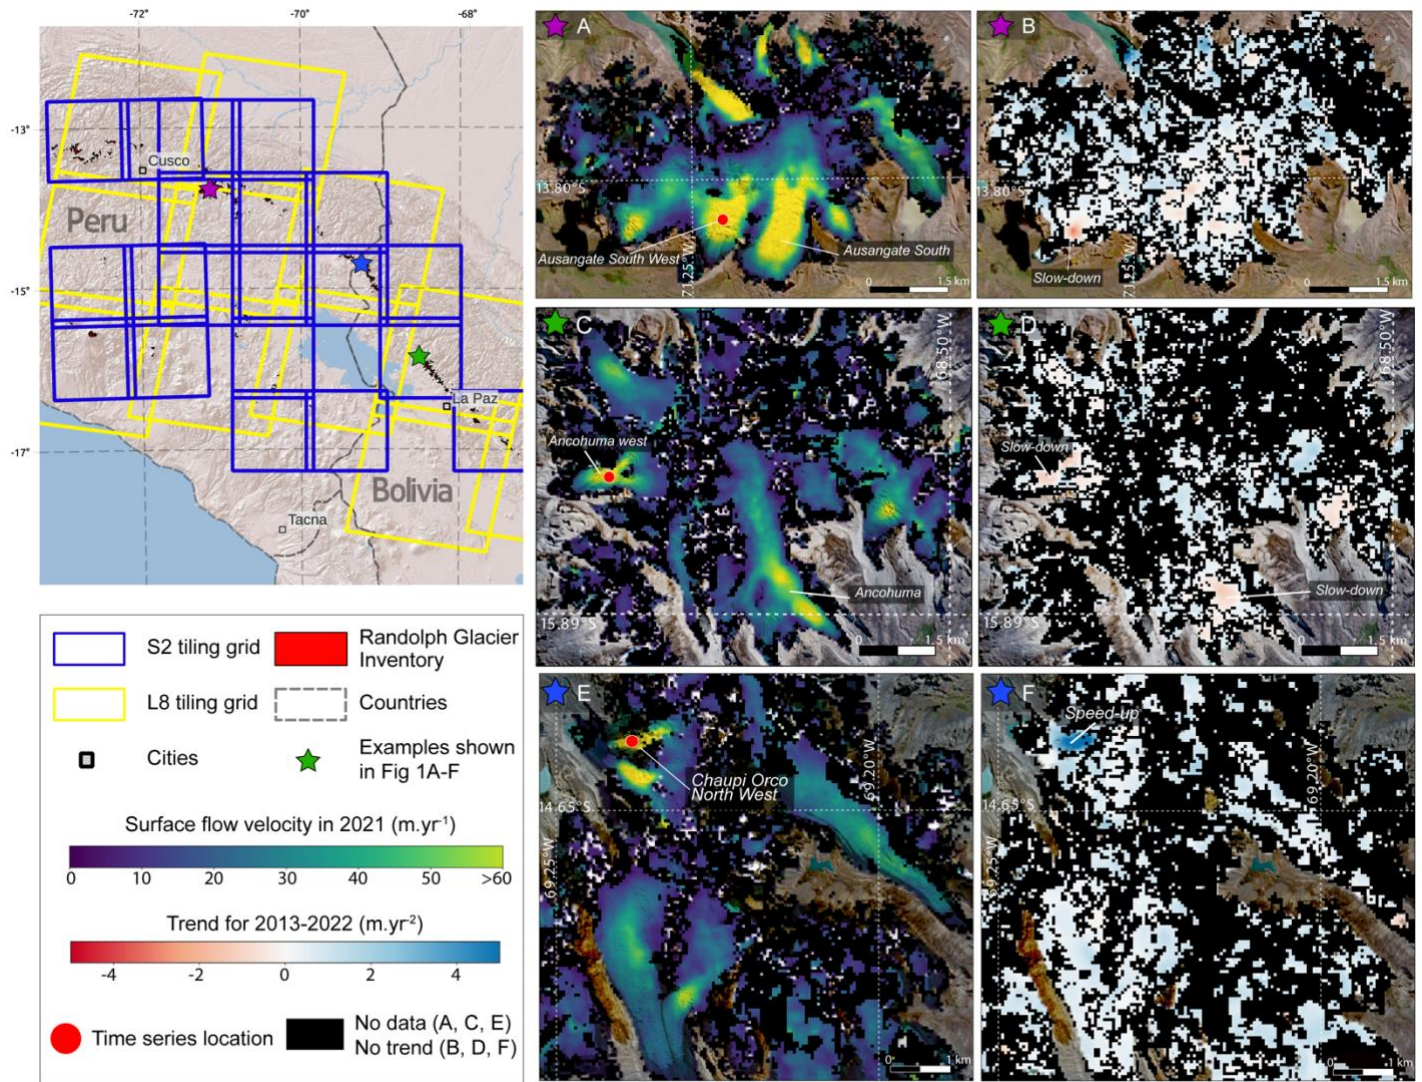 -72°
-70°
-68°
-13°
-15°
-17°
Cusco
Peru
La Paz
Bolivia
Tacna
S2 tiling grid
Randolph Glacier
Inventory
L8 tiling grid
Countries
Cities
Examples shown
in Fig 1A-F
Surface flow velocity in 2021 (m.yr⁻¹)
0 10 20 30 40 50 >60
Trend for 2013-2022 (m.yr⁻²)
-4 -2 0 2 4
Time series location
No data (A, C, E)
No trend (B, D, F)
A
13.80°S
71.25°W
Ausangate South West
Ausangate South
0 1.5 km
B
13.80°S
71.25°W
Slow-down
0 1.5 km
C
68.50°W
Ancohuma west
Ancohuma
15.89°S
0 1.5 km
D
68.50°W
Slow-down
Slow-down
15.89°S
0 1.5 km
E
Chaupi Orco
North West
69.20°W
14.65°S
69.25°W
0 1 km
F
Speed-up
69.20°W
14.65°S
69.25°W
0 1 km